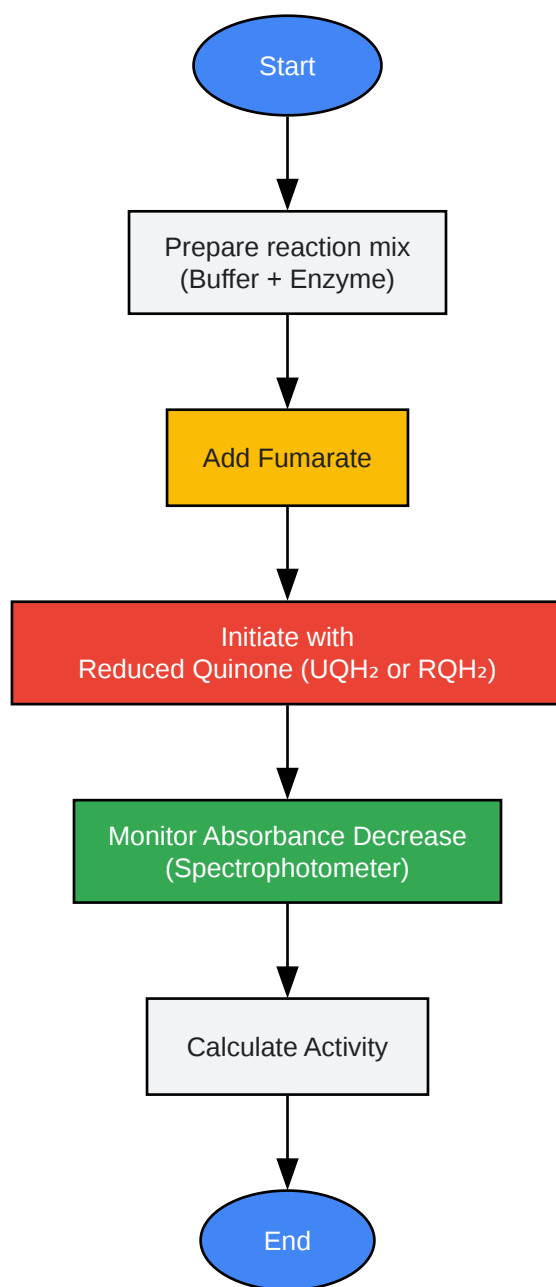 Start
Prepare reaction mix
(Buffer + Enzyme)
Add Fumarate
Initiate with
Reduced Quinone (UQH₂ or RQH₂)
Monitor Absorbance Decrease
(Spectrophotometer)
Calculate Activity
End